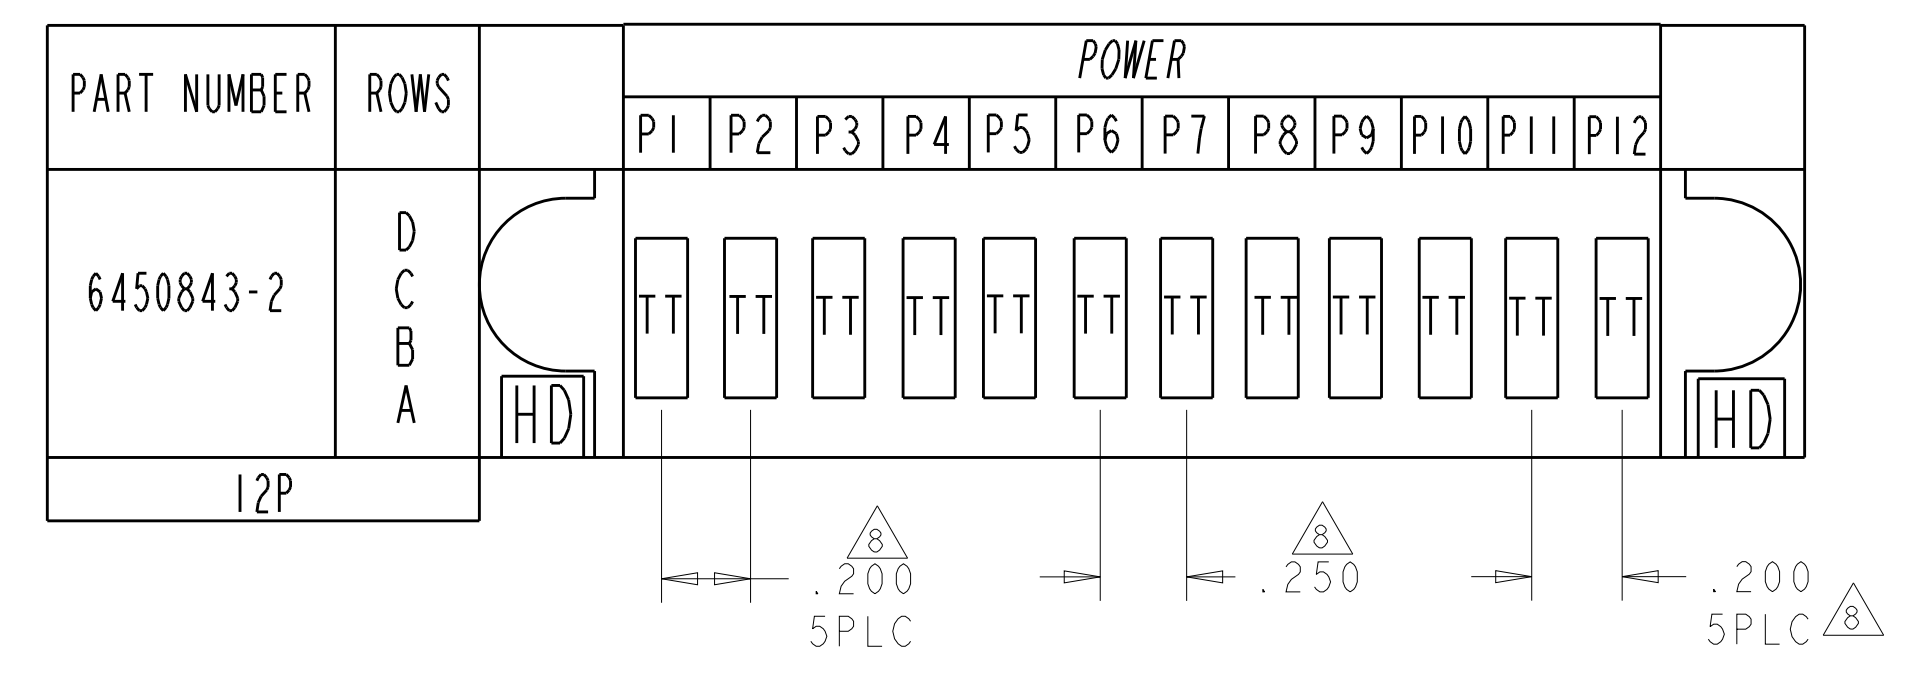 POWER
PART NUMBER ROWS
P1 P2 P3 P4 P5 P6 P7 P8 P9 P10 P11 P12
D
6450843-2 C
TT TT TT TT TT TT TT TT TT TT TT TT
B
A
HD HD
12P
8 8
.200 .250 .200
5PLC 5PLC 8